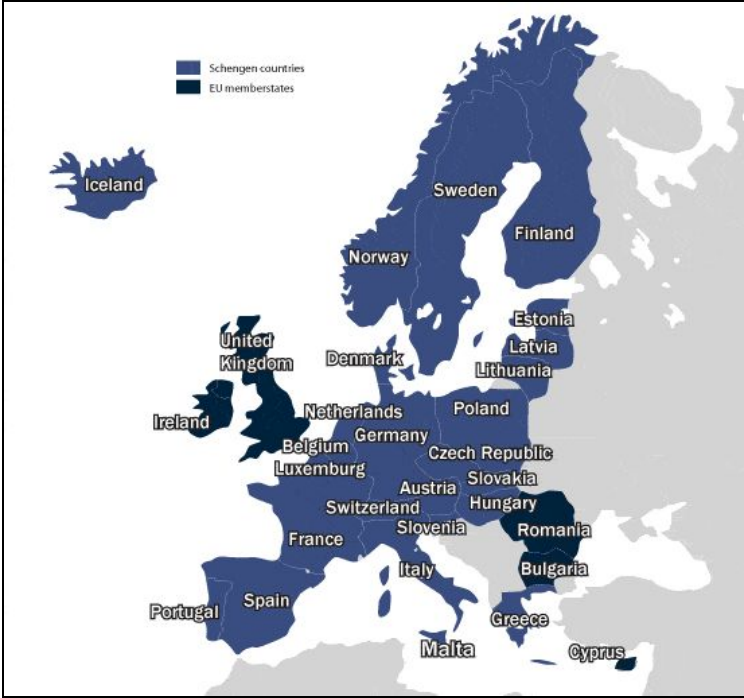 Schengen countries
EU memberstates
Iceland
Sweden
Finland
Norway
Estonia
Latvia
Lithuania
United
Kingdom
Denmark
Ireland
Netherlands
Poland
Belgium
Germany
Luxemburg
Czech Republic
Slovakia
Austria
Hungary
Switzerland
Slovenia
Romania
France
Italy
Bulgaria
Portugal
Spain
Greece
Malta
Cyprus